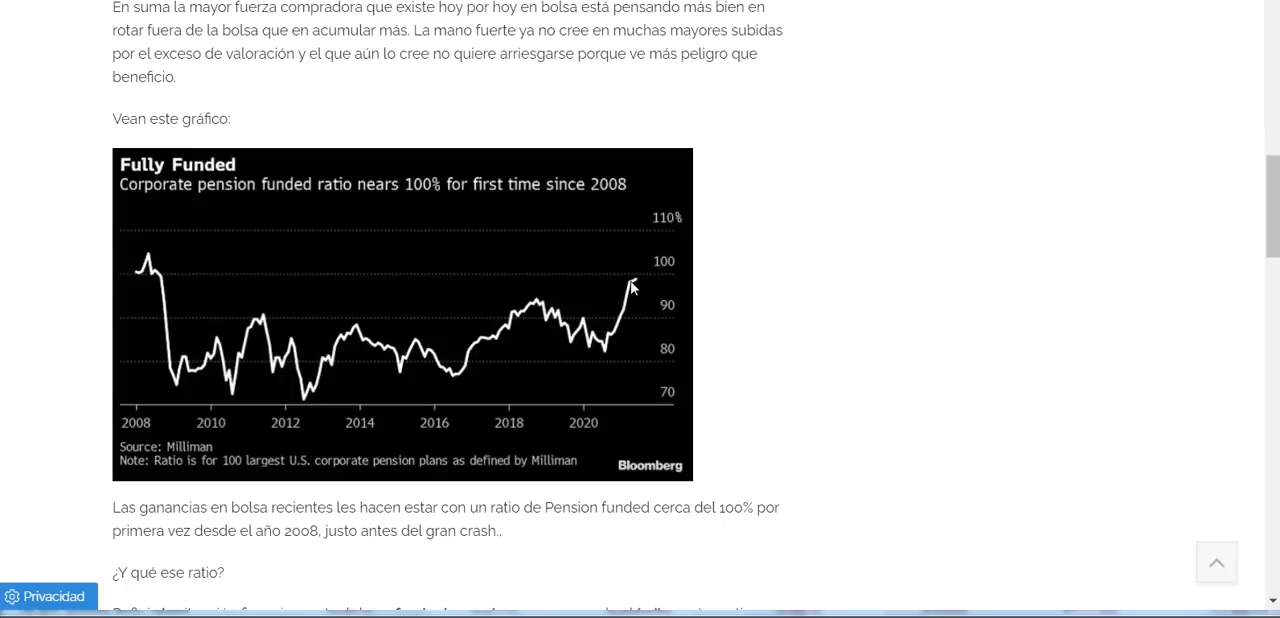 En suma la mayor fuerza compradora que existe hoy por hoy en bolsa está pensando más bien en
rotar fuera de la bolsa que en acumular más. La mano fuerte ya no cree en muchas mayores subidas
por el exceso de valoración y el que aún lo cree no quiere arriesgarse porque ve más peligro que
beneficio.
Vean este gráfico:
Fully Funded
Corporate pension funded ratio nears 100% for first time since 2008
110%
100
90
80
70
2008 2010 2012 2014 2016 2018 2020
Source: Milliman
Note: Ratio is for 100 largest U.S. corporate pension plans as defined by Milliman
Bloomberg
Las ganancias en bolsa recientes les hacen estar con un ratio de Pension funded cerca del 100% por
primera vez desde el año 2008, justo antes del gran crash..
¿Y qué ese ratio?
Privacidad